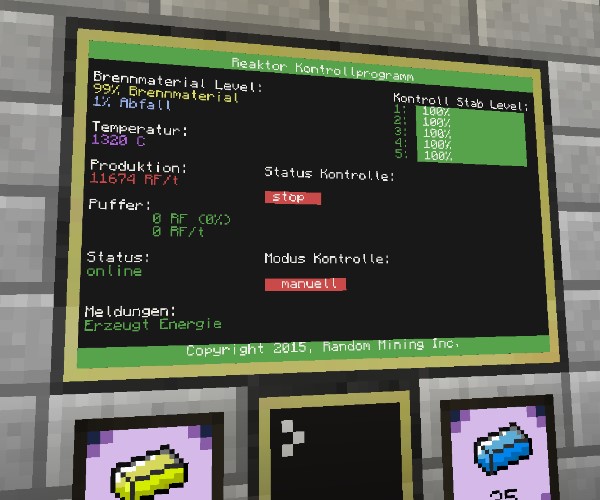 Reaktor Kontrollprogramm
Brennmaterial Level:
99% Brennmaterial
1% Abfall
Temperatur:
1320 C
Produktion:
11674 RF/t
Puffer:
0 RF (0%)
0 RF/t
Status:
online
Meldungen:
Erzeugt Energie
Kontroll Stab Level:
1: 100%
2: 100%
3: 100%
4: 100%
5: 100%
Status Kontrolle:
stop
Modus Kontrolle:
manuell
Copyright 2015, Random Mining Inc.
>